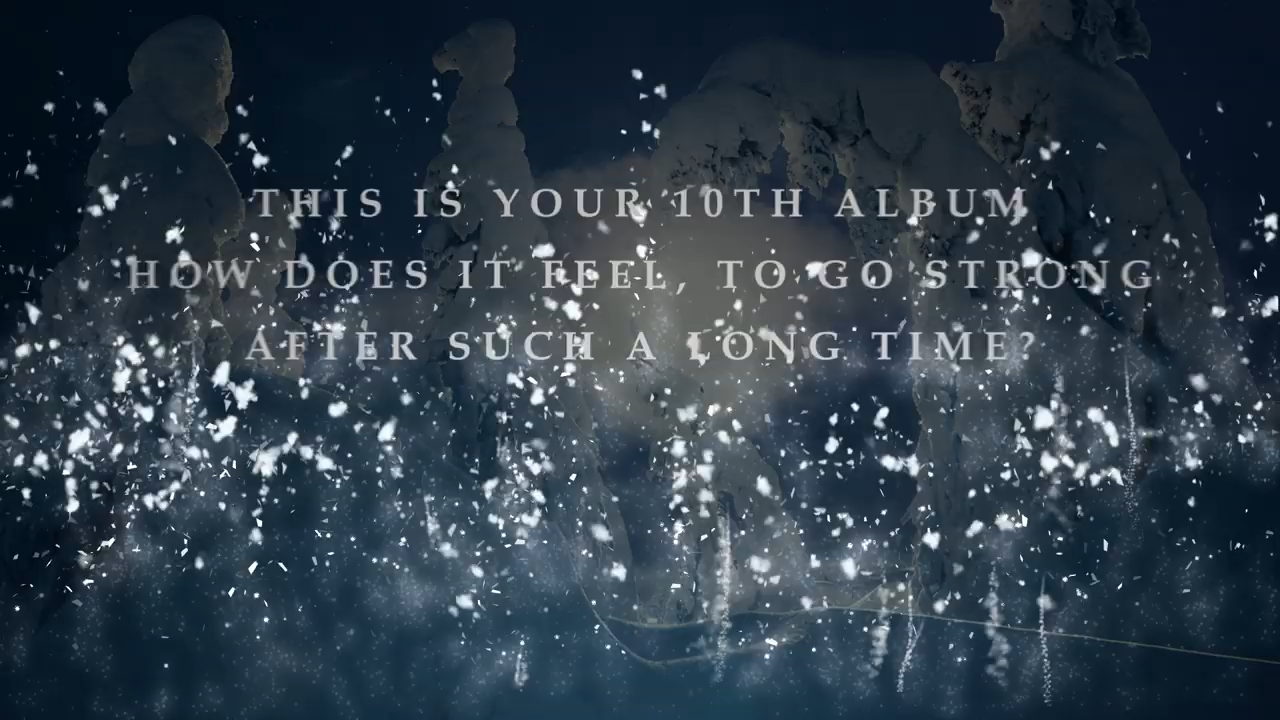 THIS IS YOUR 10TH ALBUM
HOW DOES IT FEEL, TO GO STRONG
AFTER SUCH A LONG TIME?